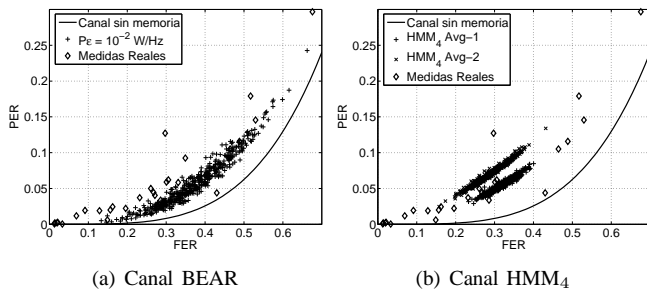 Canal sin memoria
Pε = 10⁻² W/Hz
Medidas Reales
0.25
0.2
0.15
0.1
0.05
0
PER
0 0.1 0.2 0.3 0.4 0.5 0.6
FER
(a) Canal BEAR
Canal sin memoria
HMM₄ Avg−1
HMM₄ Avg−2
Medidas Reales
0.25
0.2
0.15
0.1
0.05
0
PER
0 0.1 0.2 0.3 0.4 0.5 0.6
FER
(b) Canal HMM₄